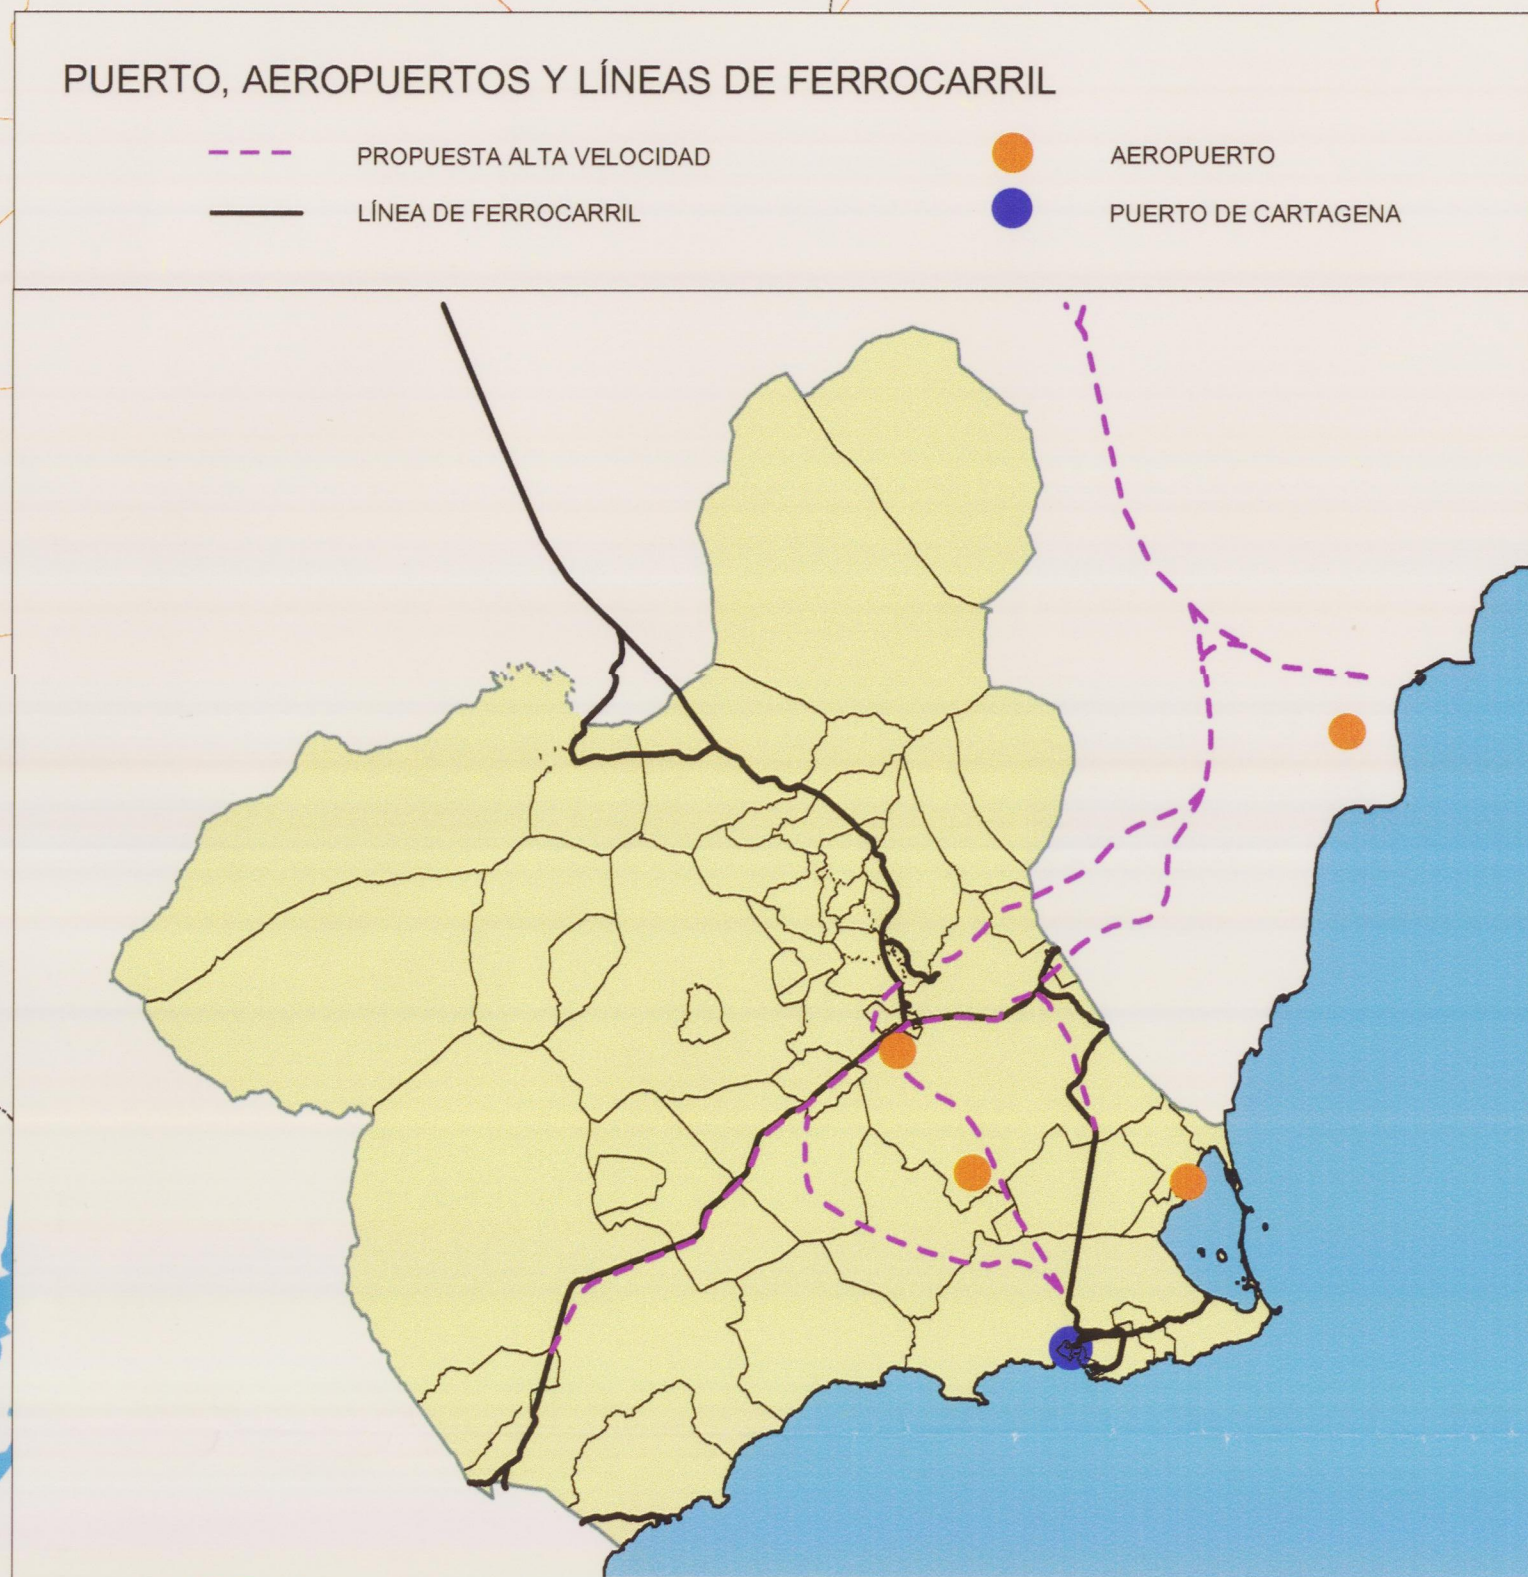 PUERTO, AEROPUERTOS Y LÍNEAS DE FERROCARRIL
PROPUESTA ALTA VELOCIDAD
AEROPUERTO
LÍNEA DE FERROCARRIL
PUERTO DE CARTAGENA